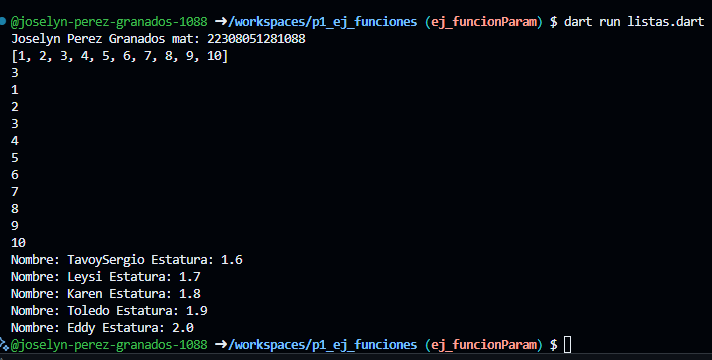 @joselyn-perez-granados-1088 ➜/workspaces/p1_ej_funciones (ej_funcionParam) $ dart run listas.dart
Joselyn Perez Granados mat: 22308051281088
[1, 2, 3, 4, 5, 6, 7, 8, 9, 10]
3
1
2
3
4
5
6
7
8
9
10
Nombre: TavoySergio Estatura: 1.6
Nombre: Leysi Estatura: 1.7
Nombre: Karen Estatura: 1.8
Nombre: Toledo Estatura: 1.9
Nombre: Eddy Estatura: 2.0
@joselyn-perez-granados-1088 ➜/workspaces/p1_ej_funciones (ej_funcionParam) $